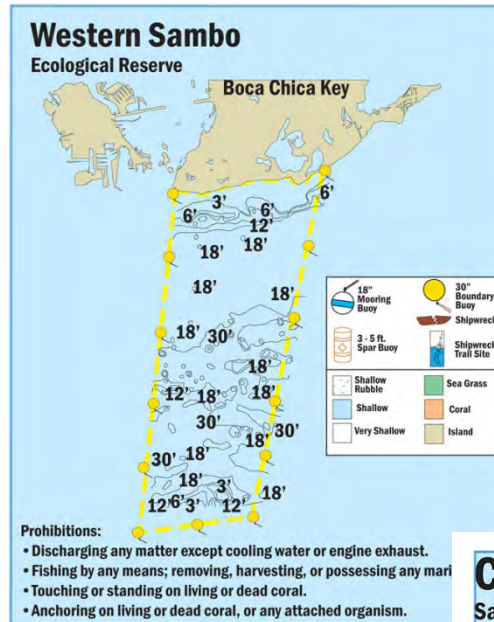 Western Sambo
Ecological Reserve
Boca Chica Key
3' 6'
6' 6'
12'
18' 18'
18' 18'
18' 30'
18'
12' 18' 18'
30' 30'
18'
30' 18'
18' 3' 18'
12' 6' 3' 12'
18"
Mooring
Buoy
30"
Boundary
Buoy
Shipwreck
3 - 5 ft.
Spar Buoy
Shipwreck
Trail Site
Shallow
Rubble
Sea Grass
Shallow
Coral
Very Shallow
Island
Prohibitions:
• Discharging any matter except cooling water or engine exhaust.
• Fishing by any means; removing, harvesting, or possessing any mari
• Touching or standing on living or dead coral.
• Anchoring on living or dead coral, or any attached organism.